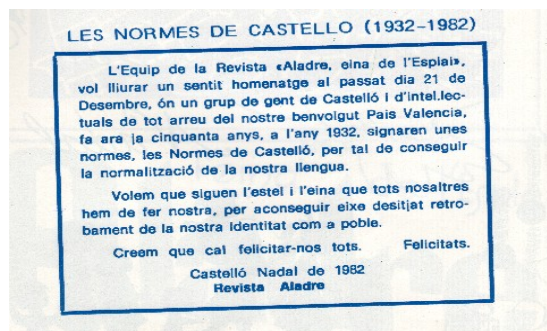 LES NORMES DE CASTELLO (1932-1982)
L'Equip de la Revista «Aladre, eina de l'Esplai»,
vol lliurar un sentit homenatge al passat dia 21 de
Desembre, ón un grup de gent de Castelló i d'intel.lec-
tuals de tot arreu del nostre benvolgut Pais Valencia,
fa ara ja cinquanta anys, a l'any 1932, signaren unes
normes, les Normes de Castelló, per tal de conseguir
la normalització de la nostra llengua.
Volem que siguen l'estel i l'eina que tots nosaltres
hem de fer nostra, per aconseguir eixe desitjat retro-
bament de la nostra identitat com a poble.
Creem que cal felicitar-nos tots. Felicitats.
Castelló Nadal de 1982
Revista Aladre